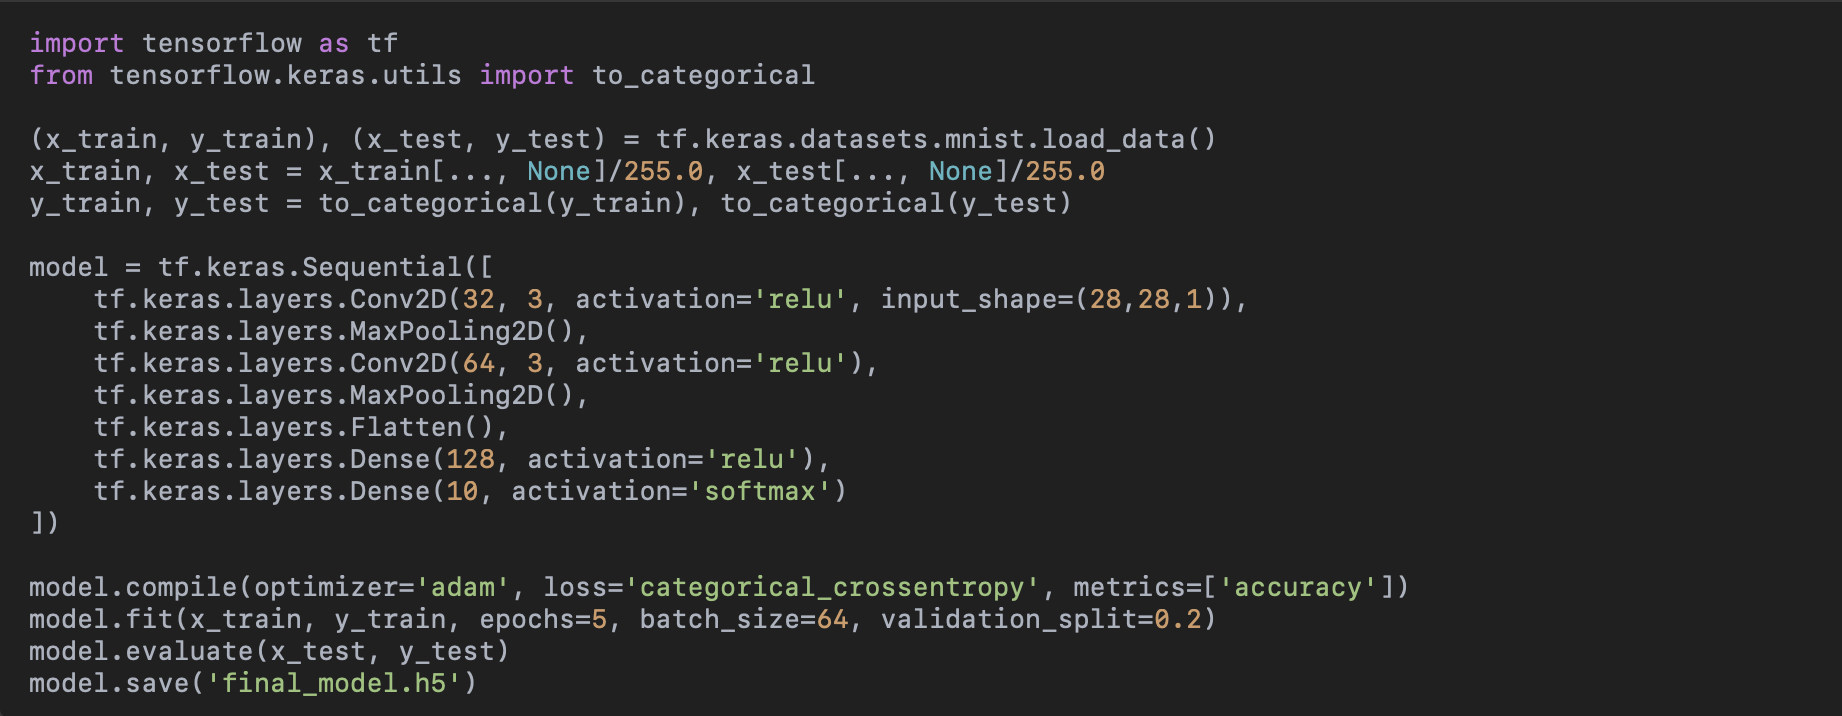 import tensorflow as tf
from tensorflow.keras.utils import to_categorical

(x_train, y_train), (x_test, y_test) = tf.keras.datasets.mnist.load_data()
x_train, x_test = x_train[..., None]/255.0, x_test[..., None]/255.0
y_train, y_test = to_categorical(y_train), to_categorical(y_test)

model = tf.keras.Sequential([
    tf.keras.layers.Conv2D(32, 3, activation='relu', input_shape=(28,28,1)),
    tf.keras.layers.MaxPooling2D(),
    tf.keras.layers.Conv2D(64, 3, activation='relu'),
    tf.keras.layers.MaxPooling2D(),
    tf.keras.layers.Flatten(),
    tf.keras.layers.Dense(128, activation='relu'),
    tf.keras.layers.Dense(10, activation='softmax')
])

model.compile(optimizer='adam', loss='categorical_crossentropy', metrics=['accuracy'])
model.fit(x_train, y_train, epochs=5, batch_size=64, validation_split=0.2)
model.evaluate(x_test, y_test)
model.save('final_model.h5')